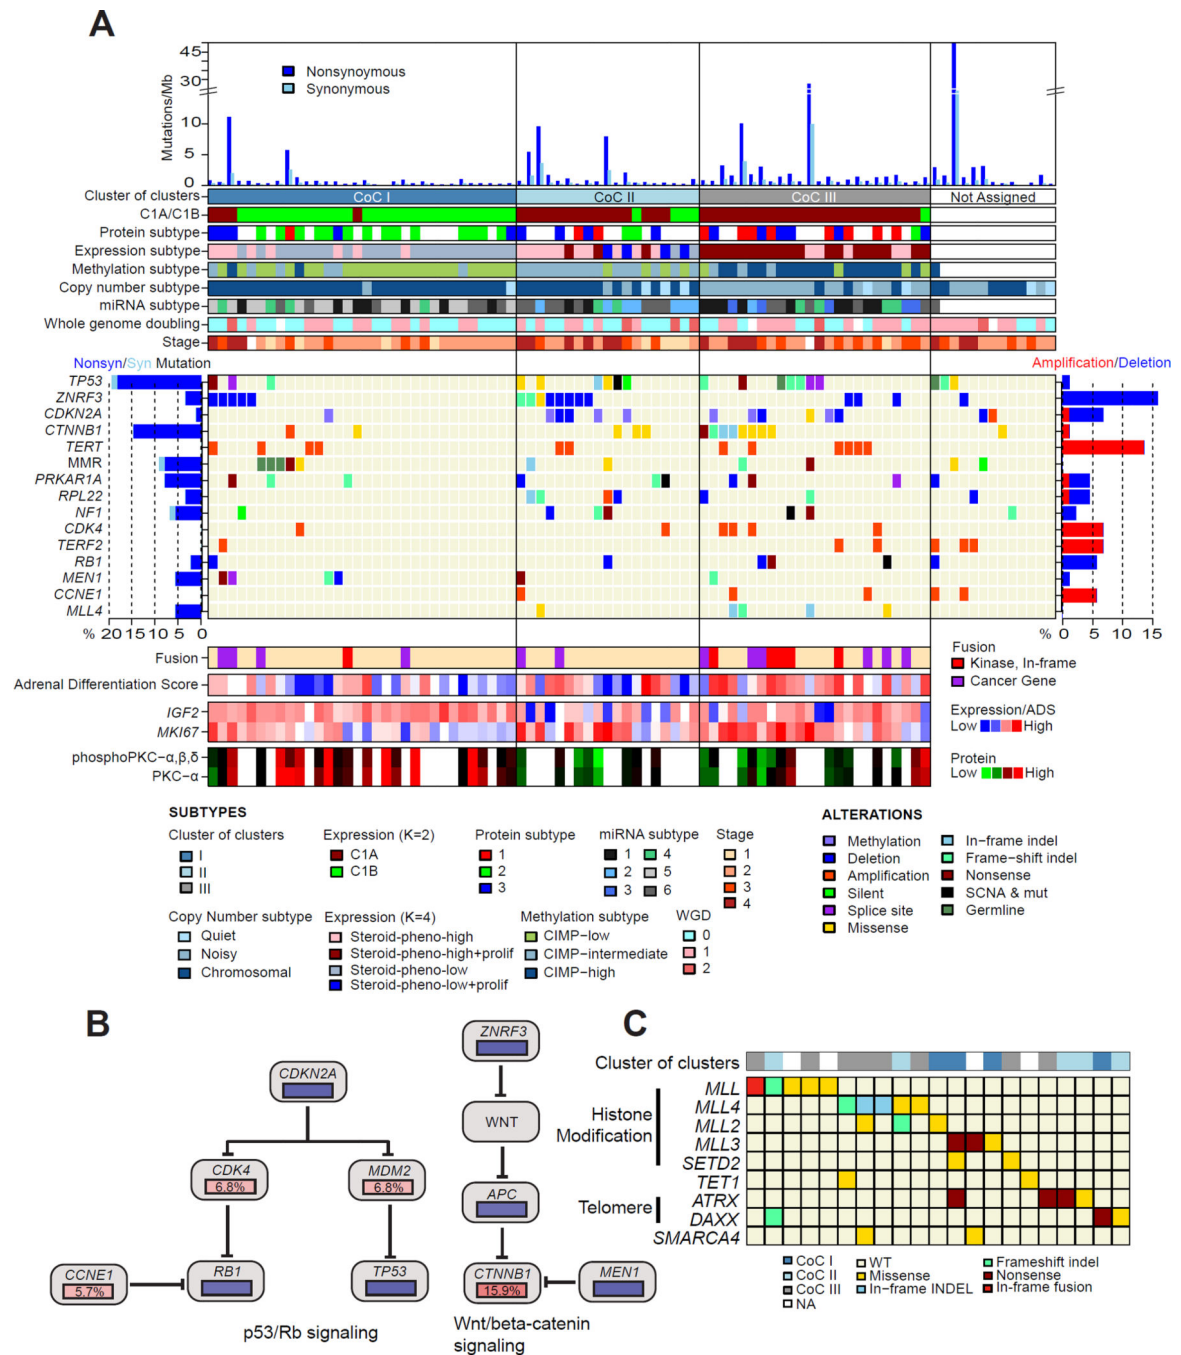 A
45
30
10
5
0
Mutations/Mb
Nonsynoymous
Synonymous
Cluster of clusters CoC I CoC II CoC III Not Assigned
C1A/C1B
Protein subtype
Expression subtype
Methylation subtype
Copy number subtype
miRNA subtype
Whole genome doubling
Stage
Nonsyn/Syn Mutation Amplification/Deletion
TP53
ZNRF3
CDKN2A
CTNNB1
TERT
MMR
PRKAR1A
RPL22
NF1
CDK4
TERF2
RB1
MEN1
CCNE1
MLL4
% 20 15 10 5 0 % 0 5 10 15
Fusion
Adrenal Differentiation Score
IGF2
MKI67
phosphoPKC−α,β,δ
PKC−α
Fusion
Kinase, In-frame
Cancer Gene
Expression/ADS
Low High
Protein
Low High
SUBTYPES
Cluster of clusters
I
II
III
Expression (K=2)
C1A
C1B
Protein subtype
1
2
3
miRNA subtype
1 4
2 5
3 6
Stage
1
2
3
4
Copy Number subtype
Quiet
Noisy
Chromosomal
Expression (K=4)
Steroid-pheno-high
Steroid-pheno-high+prolif
Steroid-pheno-low
Steroid-pheno-low+prolif
Methylation subtype
CIMP−low
CIMP−intermediate
CIMP−high
WGD
0
1
2
ALTERATIONS
Methylation
Deletion
Amplification
Silent
Splice site
Missense
In−frame indel
Frame−shift indel
Nonsense
SCNA & mut
Germline
B
CDKN2A
CDK4
6.8%
MDM2
6.8%
CCNE1
5.7%
RB1
TP53
p53/Rb signaling
ZNRF3
WNT
APC
CTNNB1
15.9%
MEN1
Wnt/beta-catenin
signaling
C
Cluster of clusters
Histone
Modification
Telomere
MLL
MLL4
MLL2
MLL3
SETD2
TET1
ATRX
DAXX
SMARCA4
CoC I
CoC II
CoC III
NA
WT
Missense
In−frame INDEL
Frameshift indel
Nonsense
In-frame fusion